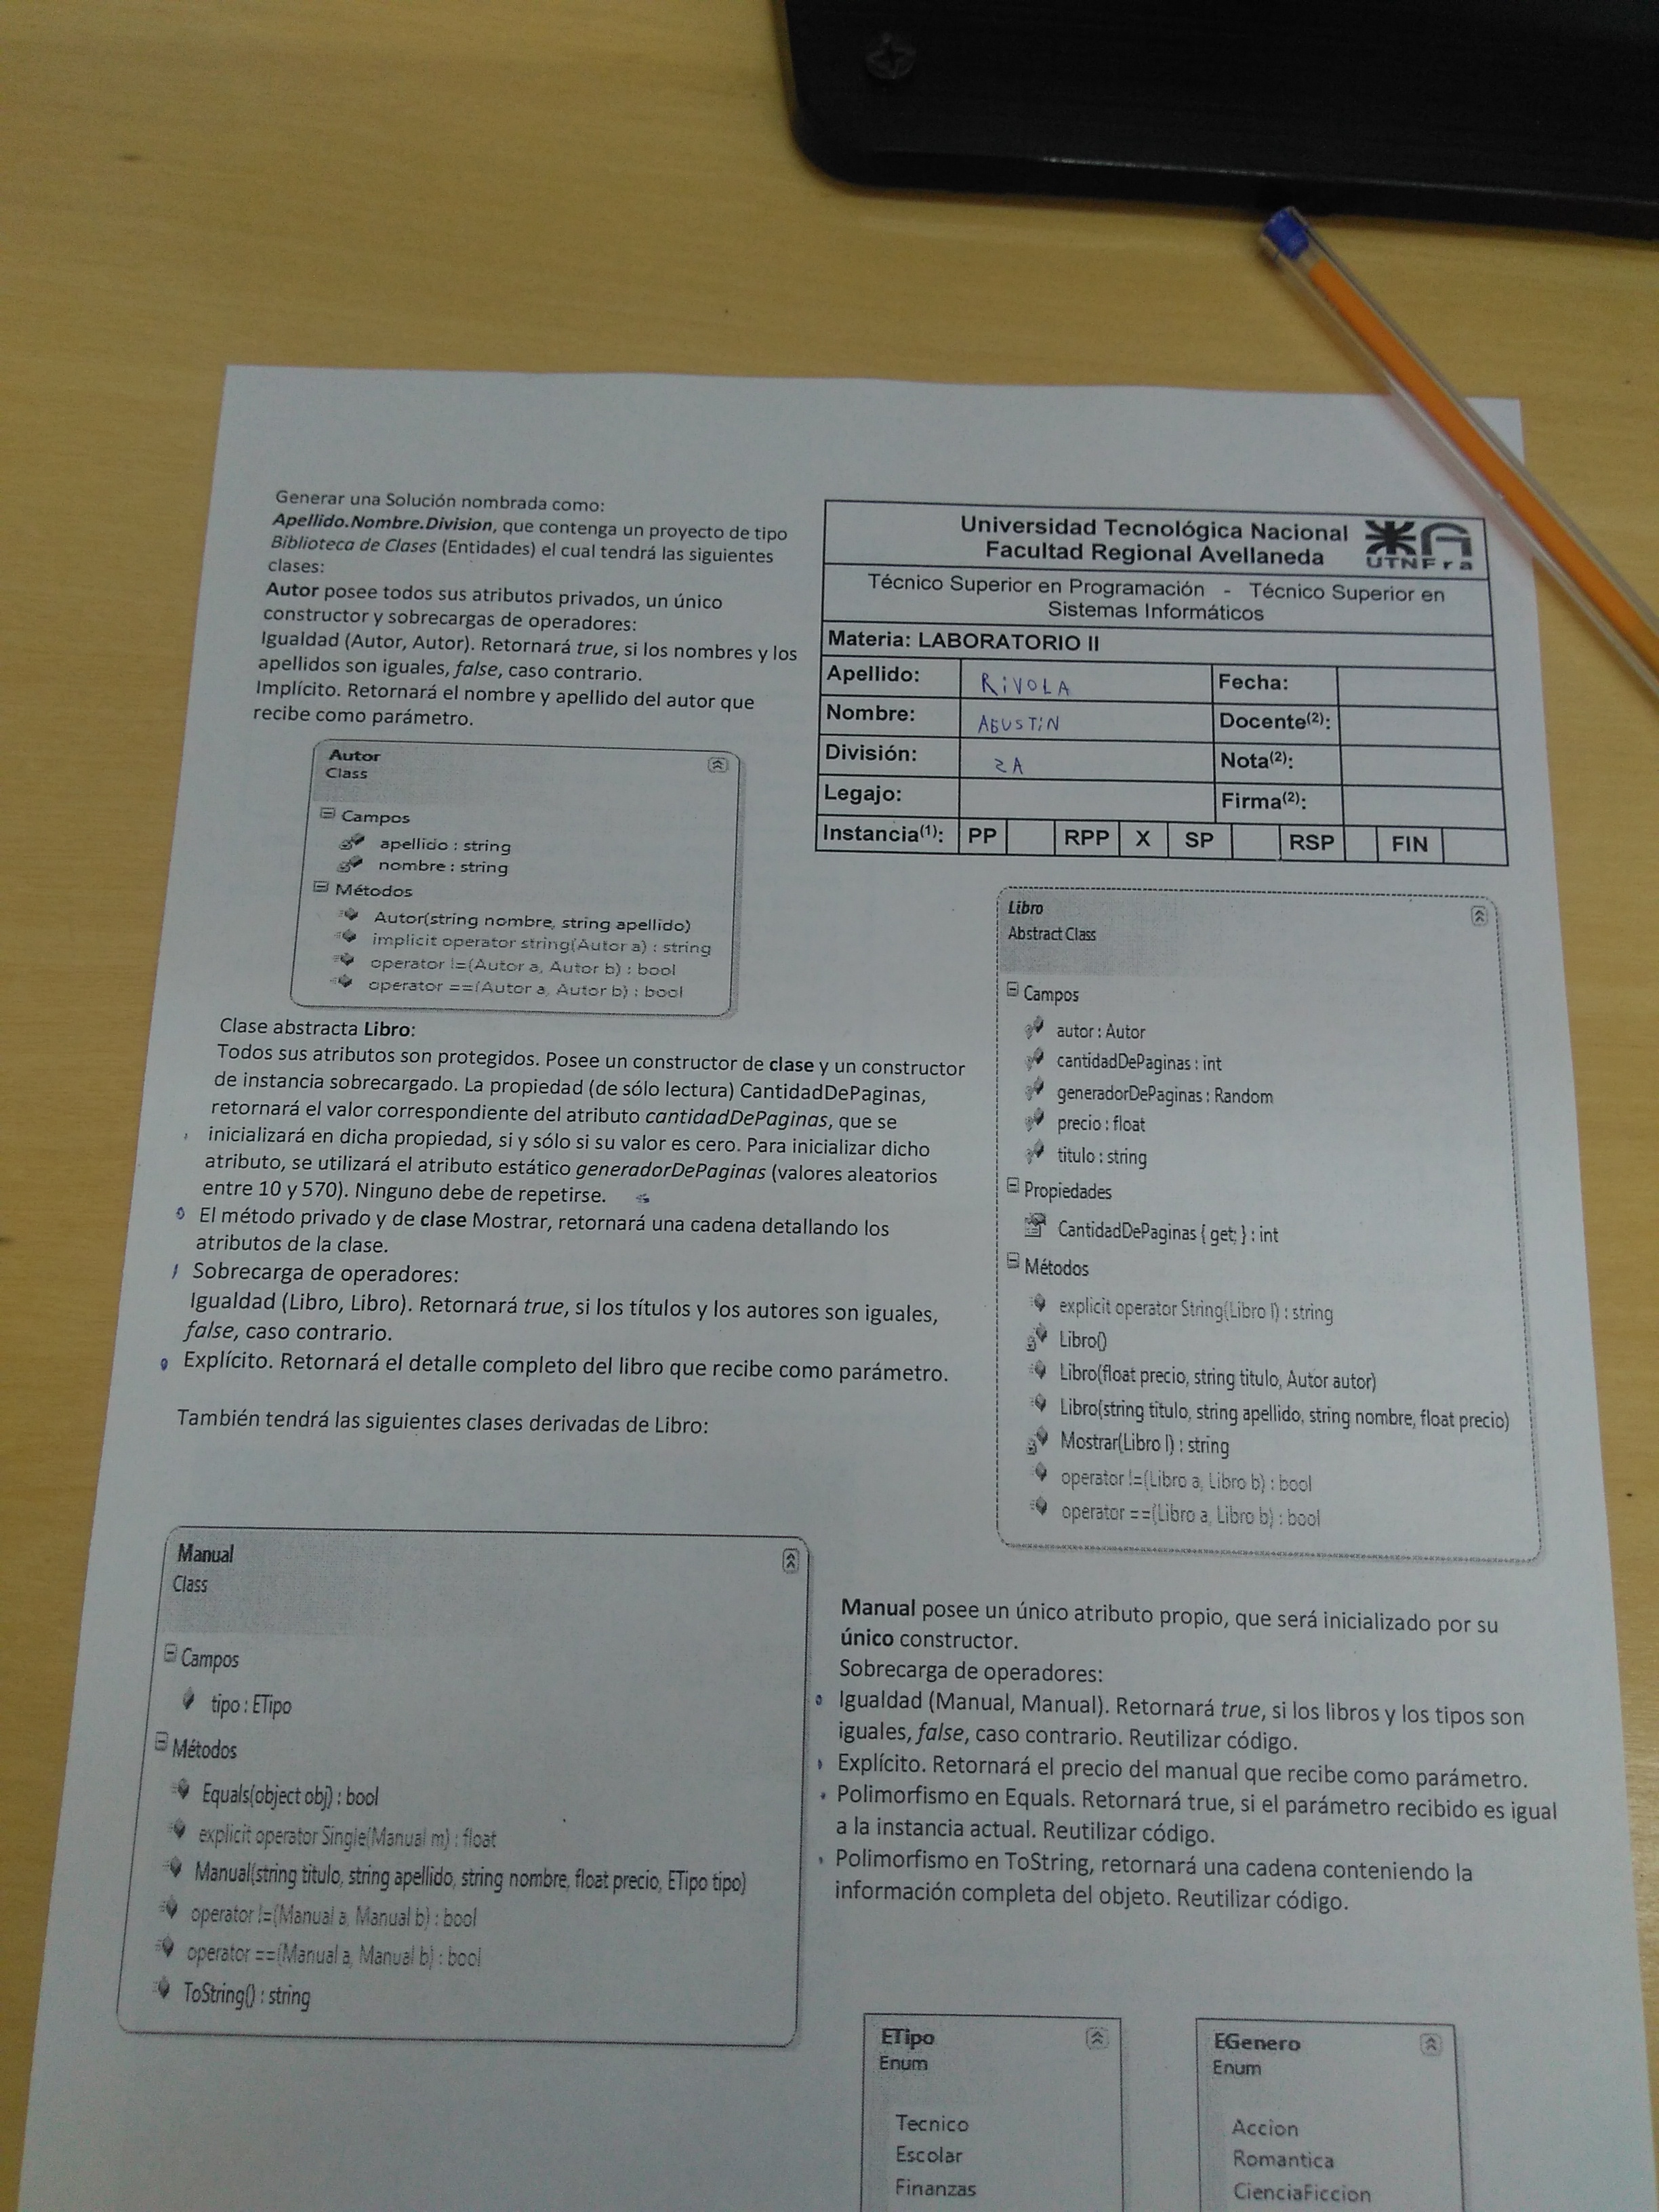 Generar una Solución nombrada como:
Apellido.Nombre.Division, que contenga un proyecto de tipo
Biblioteca de Clases (Entidades) el cual tendrá las siguientes
clases:
Autor posee todos sus atributos privados, un único
constructor y sobrecargas de operadores:
Igualdad (Autor, Autor). Retornará true, si los nombres y los
apellidos son iguales, false, caso contrario.
Implícito. Retornará el nombre y apellido del autor que
recibe como parámetro.
Universidad Tecnológica Nacional
Facultad Regional Avellaneda
UTNFra
Técnico Superior en Programación - Técnico Superior en
Sistemas Informáticos
Materia: LABORATORIO II
Apellido: RIVOLA Fecha:
Nombre: AGUSTIN Docente(2):
División: 2A Nota(2):
Legajo: Firma(2):
Instancia(1): PP RPP X SP RSP FIN
Autor
Class
Campos
apellido : string
nombre : string
Métodos
Autor(string nombre, string apellido)
implicit operator string(Autor a) : string
operator !=(Autor a, Autor b) : bool
operator ==(Autor a, Autor b) : bool
Clase abstracta Libro:
Todos sus atributos son protegidos. Posee un constructor de clase y un constructor
de instancia sobrecargado. La propiedad (de sólo lectura) CantidadDePaginas,
retornará el valor correspondiente del atributo cantidadDePaginas, que se
inicializará en dicha propiedad, si y sólo si su valor es cero. Para inicializar dicho
atributo, se utilizará el atributo estático generadorDePaginas (valores aleatorios
entre 10 y 570). Ninguno debe de repetirse.
El método privado y de clase Mostrar, retornará una cadena detallando los
atributos de la clase.
Sobrecarga de operadores:
Igualdad (Libro, Libro). Retornará true, si los títulos y los autores son iguales,
false, caso contrario.
Explícito. Retornará el detalle completo del libro que recibe como parámetro.
También tendrá las siguientes clases derivadas de Libro:
Libro
Abstract Class
Campos
autor : Autor
cantidadDePaginas : int
generadorDePaginas : Random
precio : float
titulo : string
Propiedades
CantidadDePaginas { get; } : int
Métodos
explicit operator String(Libro l) : string
Libro()
Libro(float precio, string titulo, Autor autor)
Libro(string titulo, string apellido, string nombre, float precio)
Mostrar(Libro l) : string
operator !=(Libro a, Libro b) : bool
operator ==(Libro a, Libro b) : bool
Manual
Class
Campos
tipo : ETipo
Métodos
Equals(object obj) : bool
explicit operator Single(Manual m) : float
Manual(string titulo, string apellido, string nombre, float precio, ETipo tipo)
operator !=(Manual a, Manual b) : bool
operator ==(Manual a, Manual b) : bool
ToString() : string
Manual posee un único atributo propio, que será inicializado por su
único constructor.
Sobrecarga de operadores:
Igualdad (Manual, Manual). Retornará true, si los libros y los tipos son
iguales, false, caso contrario. Reutilizar código.
Explícito. Retornará el precio del manual que recibe como parámetro.
Polimorfismo en Equals. Retornará true, si el parámetro recibido es igual
a la instancia actual. Reutilizar código.
Polimorfismo en ToString, retornará una cadena conteniendo la
información completa del objeto. Reutilizar código.
ETipo
Enum
Tecnico
Escolar
Finanzas
EGenero
Enum
Accion
Romantica
CienciaFiccion